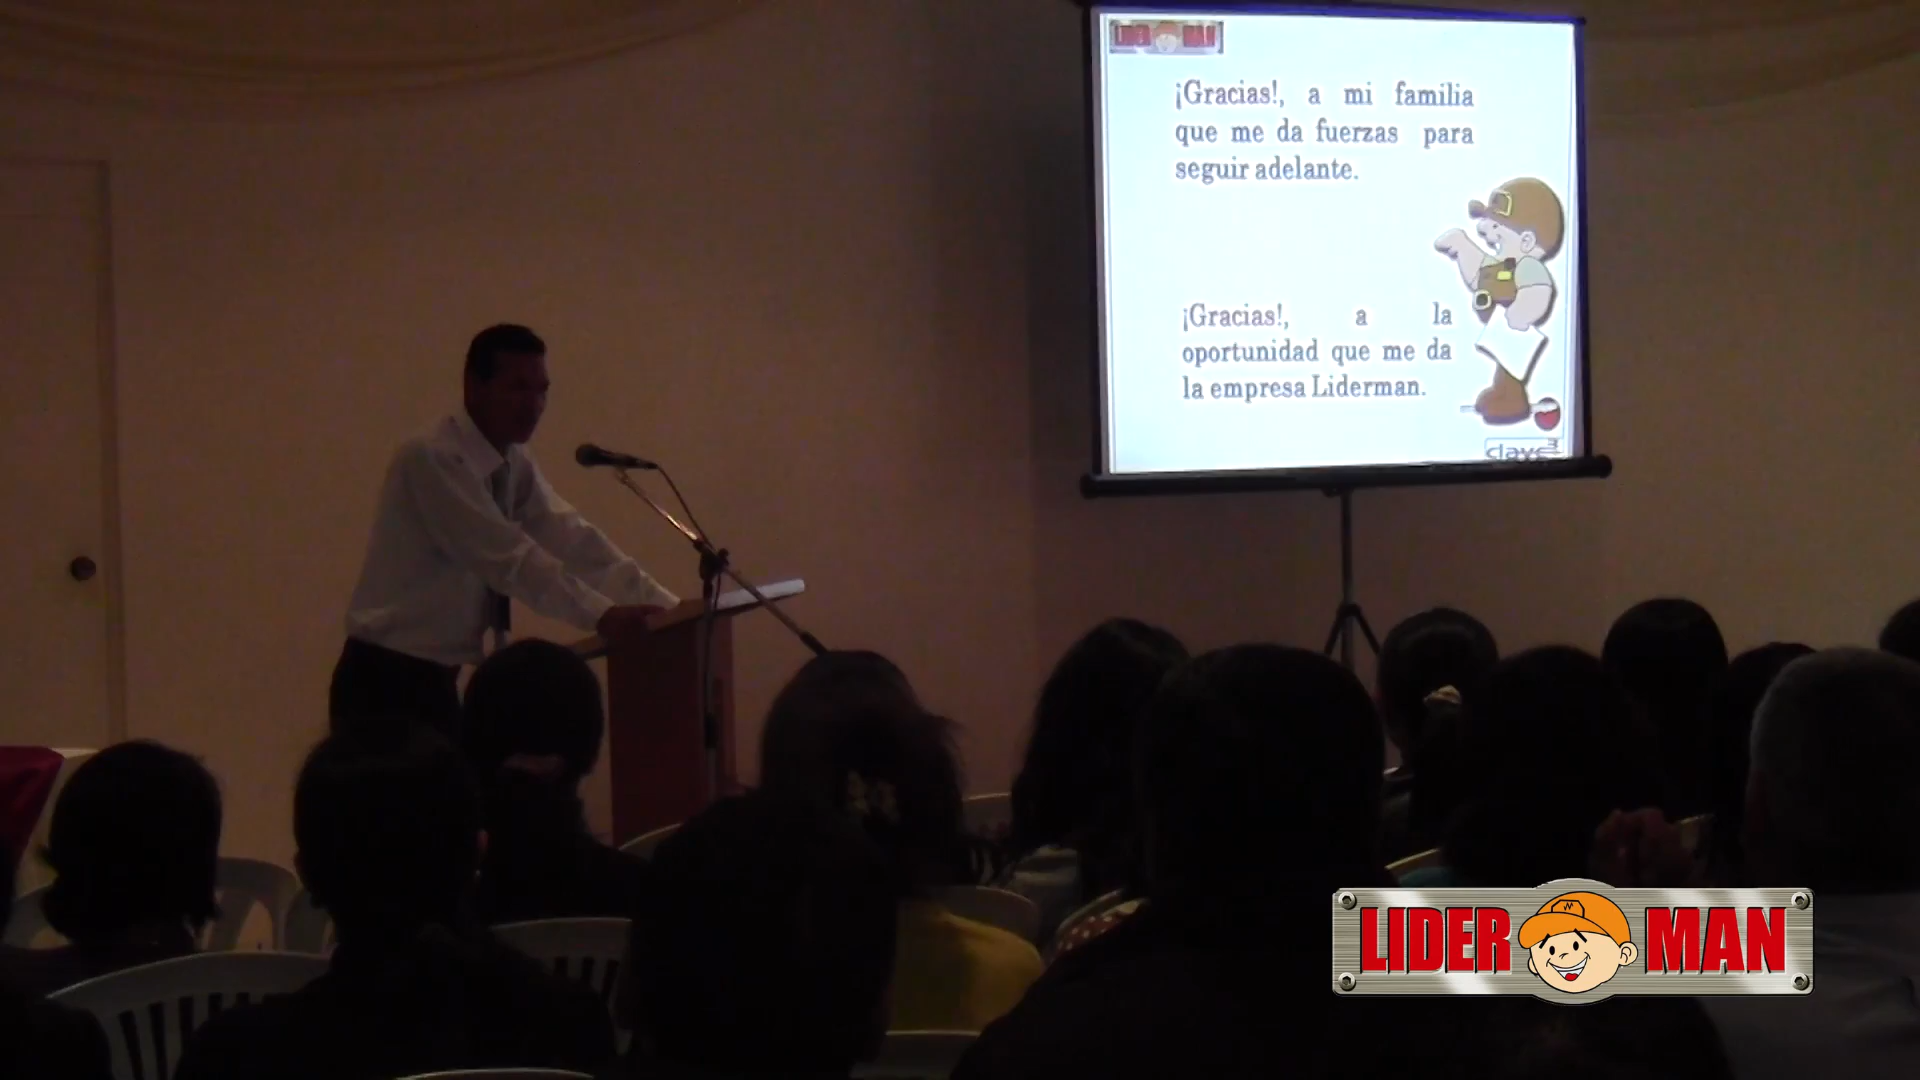 LIDER MAN
¡Gracias!, a mi familia
que me da fuerzas para
seguir adelante.
¡Gracias!, a la
oportunidad que me da
la empresa Liderman.
LIDER MAN